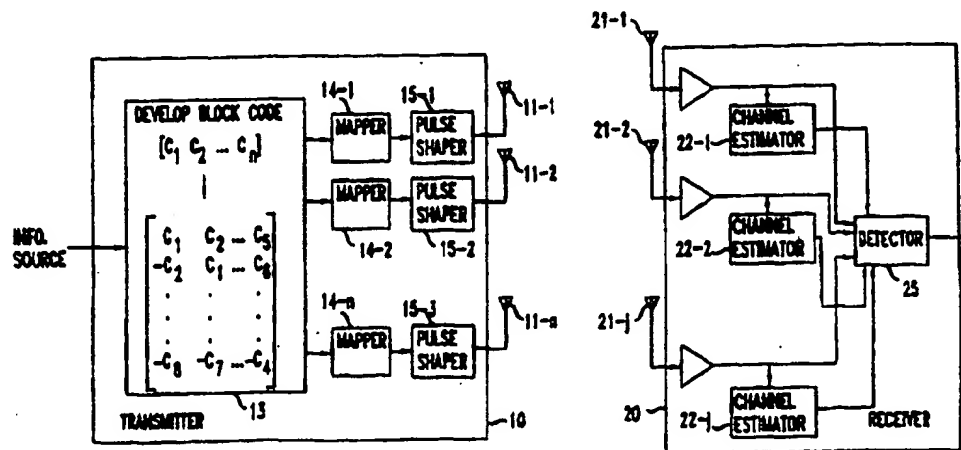 INFO.
SOURCE
DEVELOP BLOCK CODE
[C1 C2 ... Cn]
C1 C2 ... C5
-C2 C1 ... C6
. . .
. . .
. . .
-C8 -C7 ... -C4
13
TRANSMITTER
10
14-1
MAPPER
15-1
PULSE
SHAPER
11-1
MAPPER
14-2
PULSE
SHAPER
15-2
11-2
14-n
MAPPER
15-3
PULSE
SHAPER
11-n
21-1
CHANNEL
ESTIMATOR
22-1
21-2
CHANNEL
ESTIMATOR
22-2
DETECTOR
25
21-j
CHANNEL
ESTIMATOR
22-j
20
RECEIVER